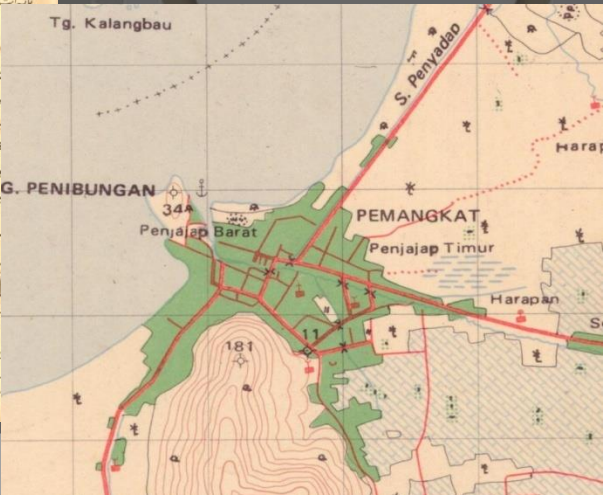 Tg. Kalangbau
S. Penyadap
Harap
G. PENIBUNGAN
34
PEMANGKAT
Penjajap Barat
Penjajap Timur
Harapan
S
11
181